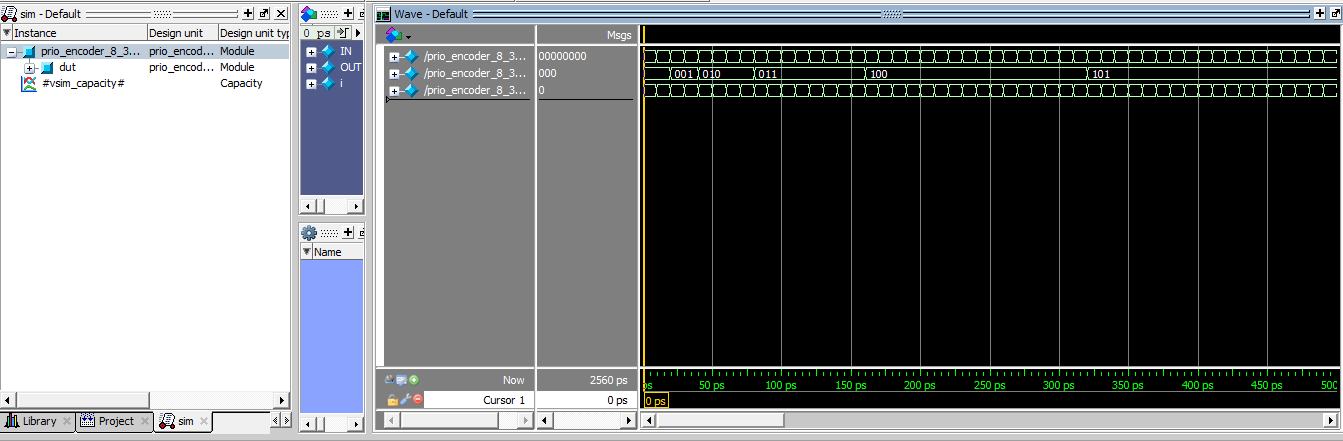 sim - Default
Instance Design unit Design unit typ
prio_encoder_8_3... prio_encod... Module
dut prio_encod... Module
#vsim_capacity# Capacity
Library Project sim
0 ps
IN
OUT
i
Name
Wave - Default
Msgs
/prio_encoder_8_3... 00000000
/prio_encoder_8_3... 000 001 010 011 100 101
/prio_encoder_8_3... 0
Now 2560 ps ps 50 ps 100 ps 150 ps 200 ps 250 ps 300 ps 350 ps 400 ps 450 ps 500
Cursor 1 0 ps 0 ps